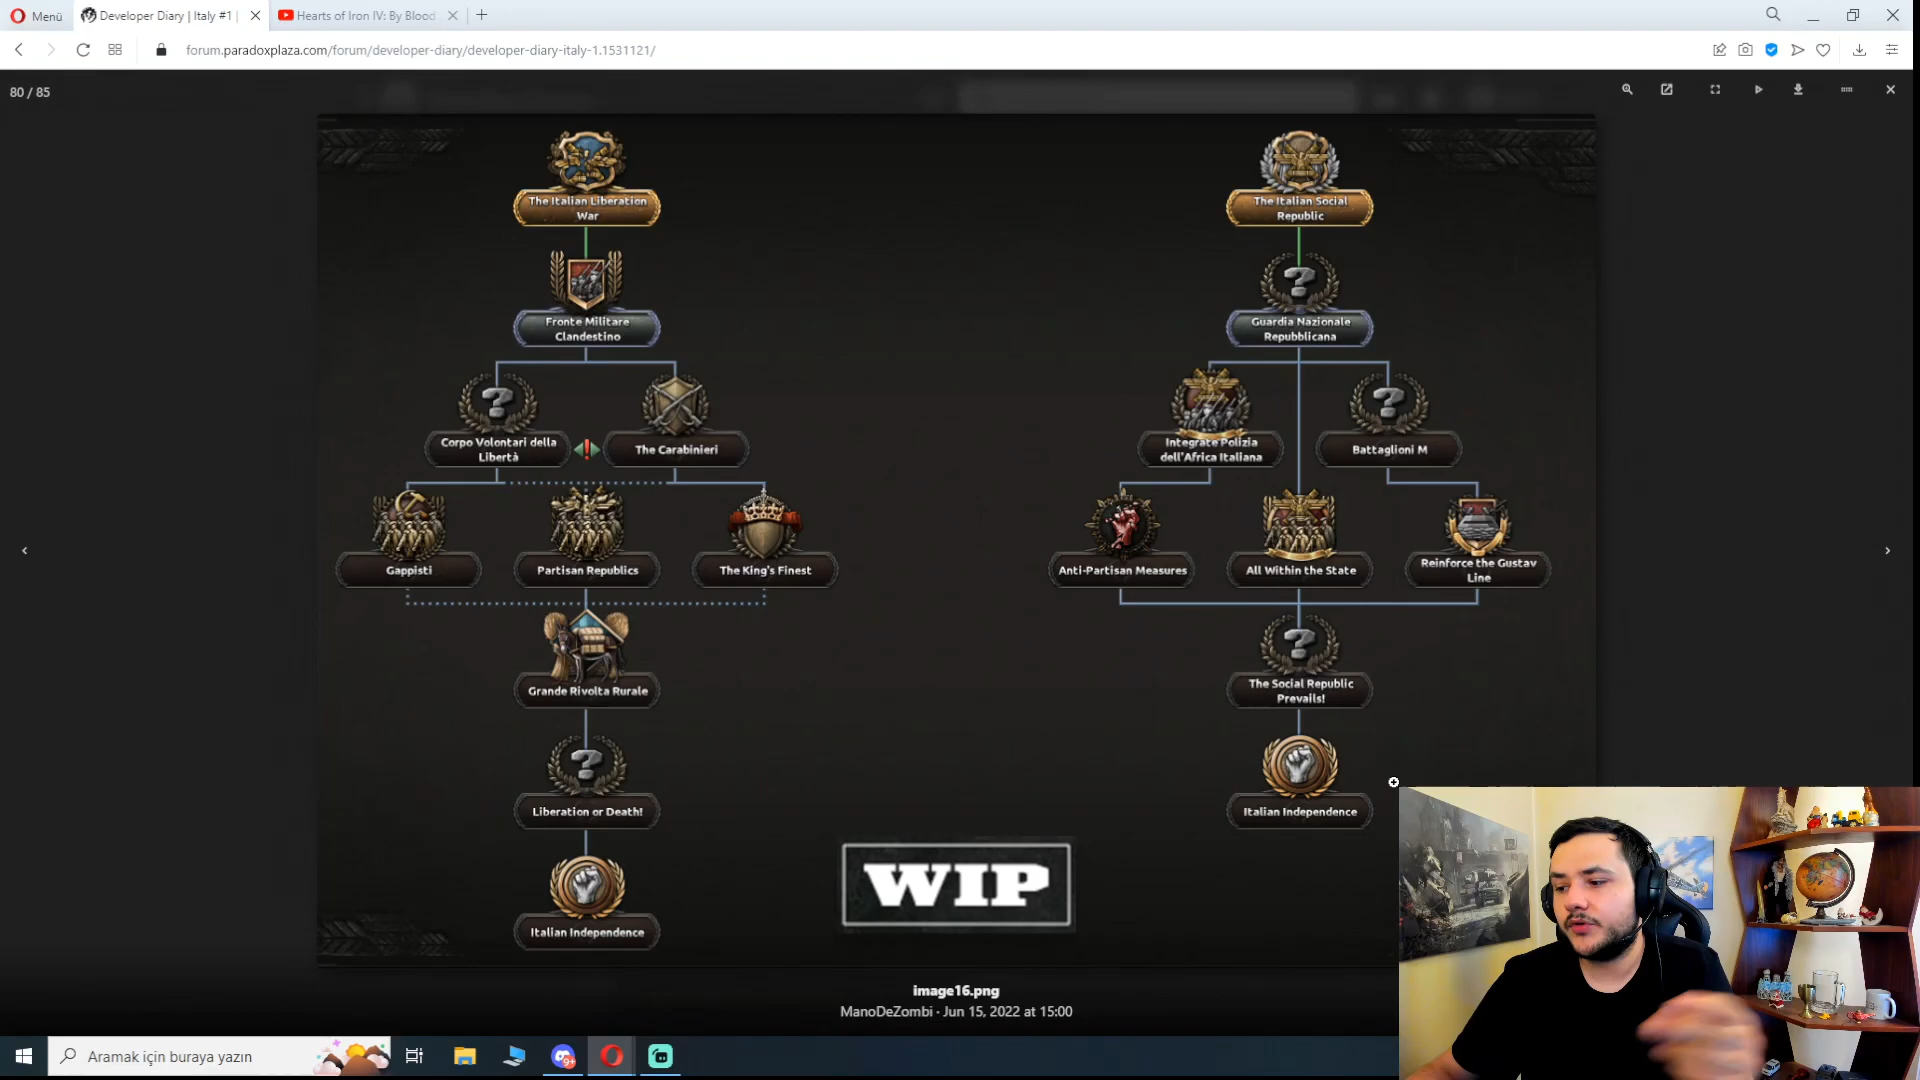 Menü
Developer Diary | Italy #1 |
Hearts of Iron IV: By Blood
forum.paradoxplaza.com/forum/developer-diary/developer-diary-italy-1.1531121/
80 / 85
The Italian Liberation
War
The Italian Social
Republic
Fronte Militare
Clandestino
Guardia Nazionale
Repubblicana
Corpo Volontari della
Libertà
The Carabinieri
Integrate Polizia
dell'Africa Italiana
Battaglioni M
Gappisti
Partisan Republics
The King's Finest
Anti-Partisan Measures
All Within the State
Reinforce the Gustav
Line
Grande Rivolta Rurale
The Social Republic
Prevails!
Liberation or Death!
Italian Independence
WIP
Italian Independence
image16.png
ManoDeZombi · Jun 15, 2022 at 15:00
Aramak için buraya yazın
9+